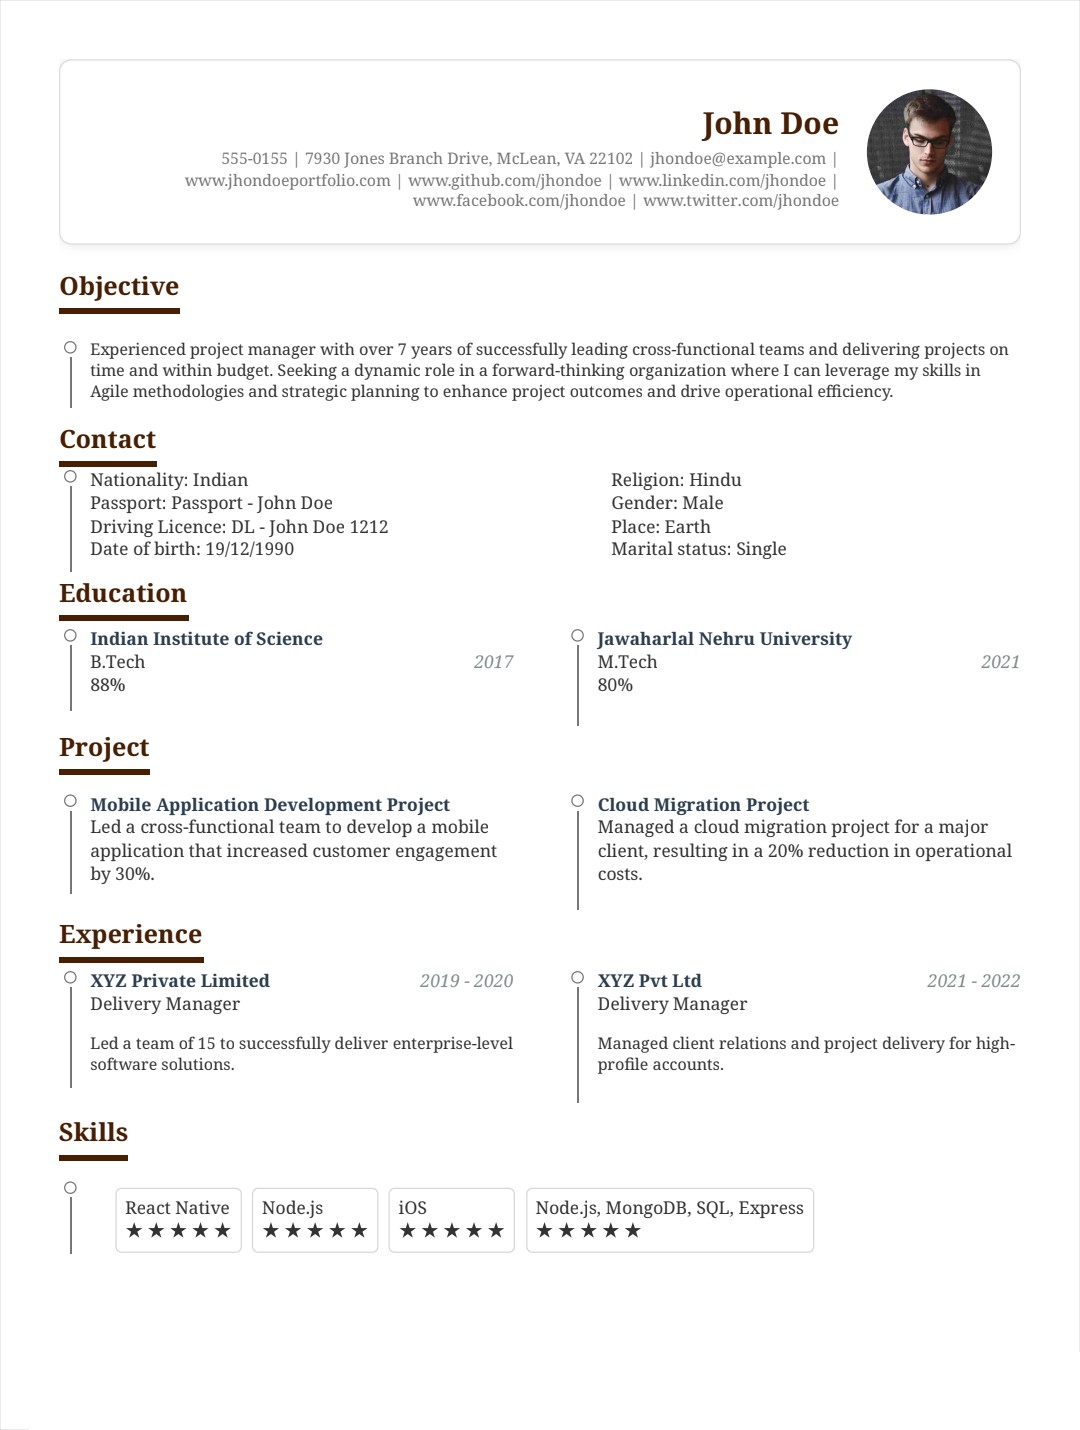 John Doe
555-0155 | 7930 Jones Branch Drive, McLean, VA 22102 | jhondoe@example.com |
www.jhondoeportfolio.com | www.github.com/jhondoe | www.linkedin.com/jhondoe |
www.facebook.com/jhondoe | www.twitter.com/jhondoe
Objective
Experienced project manager with over 7 years of successfully leading cross-functional teams and delivering projects on
time and within budget. Seeking a dynamic role in a forward-thinking organization where I can leverage my skills in
Agile methodologies and strategic planning to enhance project outcomes and drive operational efficiency.
Contact
Nationality: Indian
Passport: Passport - John Doe
Driving Licence: DL - John Doe 1212
Date of birth: 19/12/1990
Religion: Hindu
Gender: Male
Place: Earth
Marital status: Single
Education
Indian Institute of Science
B.Tech 2017
88%
Jawaharlal Nehru University
M.Tech 2021
80%
Project
Mobile Application Development Project
Led a cross-functional team to develop a mobile
application that increased customer engagement
by 30%.
Cloud Migration Project
Managed a cloud migration project for a major
client, resulting in a 20% reduction in operational
costs.
Experience
XYZ Private Limited 2019 - 2020
Delivery Manager
Led a team of 15 to successfully deliver enterprise-level
software solutions.
XYZ Pvt Ltd 2021 - 2022
Delivery Manager
Managed client relations and project delivery for high-
profile accounts.
Skills
React Native
★★★★★
Node.js
★★★★★
iOS
★★★★★
Node.js, MongoDB, SQL, Express
★★★★★